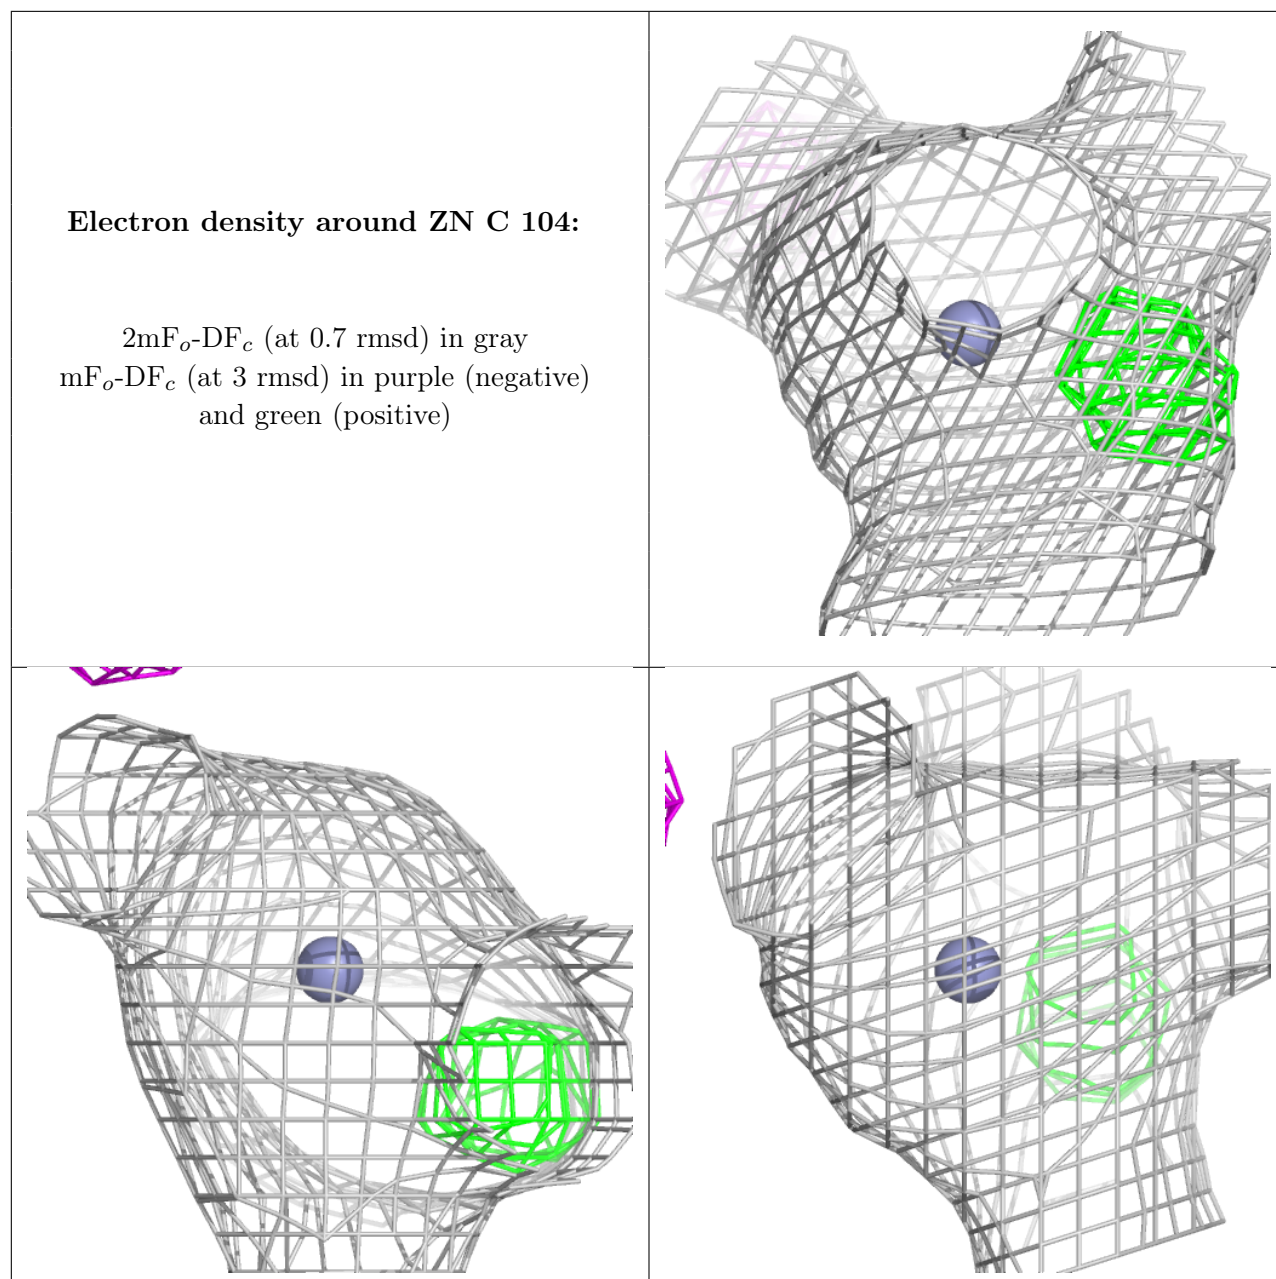 Electron density around ZN C 104:
2mFₒ-DF𝒸 (at 0.7 rmsd) in gray
mFₒ-DF𝒸 (at 3 rmsd) in purple (negative)
and green (positive)